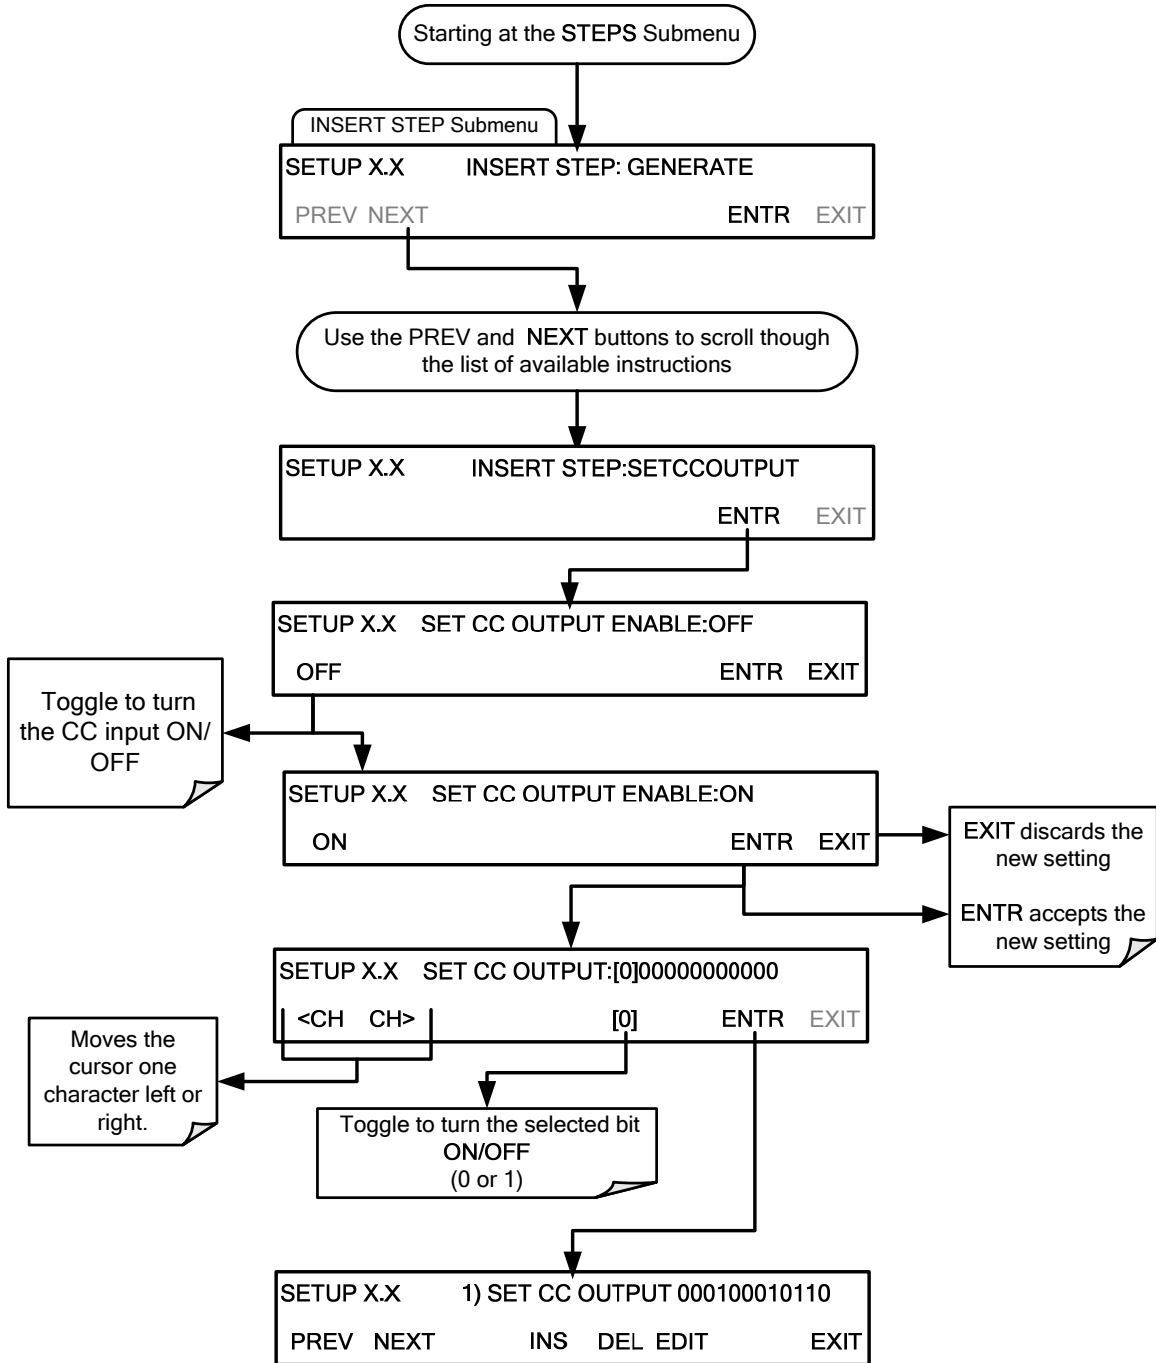 Starting at the STEPS Submenu
INSERT STEP Submenu
SETUP X.X INSERT STEP: GENERATE
PREV NEXT ENTR EXIT
Use the PREV and NEXT buttons to scroll though
the list of available instructions
SETUP X.X INSERT STEP:SETCCOUTPUT
ENTR EXIT
SETUP X.X SET CC OUTPUT ENABLE:OFF
OFF ENTR EXIT
Toggle to turn
the CC input ON/
OFF
SETUP X.X SET CC OUTPUT ENABLE:ON
ON ENTR EXIT
EXIT discards the
new setting
ENTR accepts the
new setting
SETUP X.X SET CC OUTPUT:[0]00000000000
<CH CH> [0] ENTR EXIT
Moves the
cursor one
character left or
right.
Toggle to turn the selected bit
ON/OFF
(0 or 1)
SETUP X.X 1) SET CC OUTPUT 000100010110
PREV NEXT INS DEL EDIT EXIT